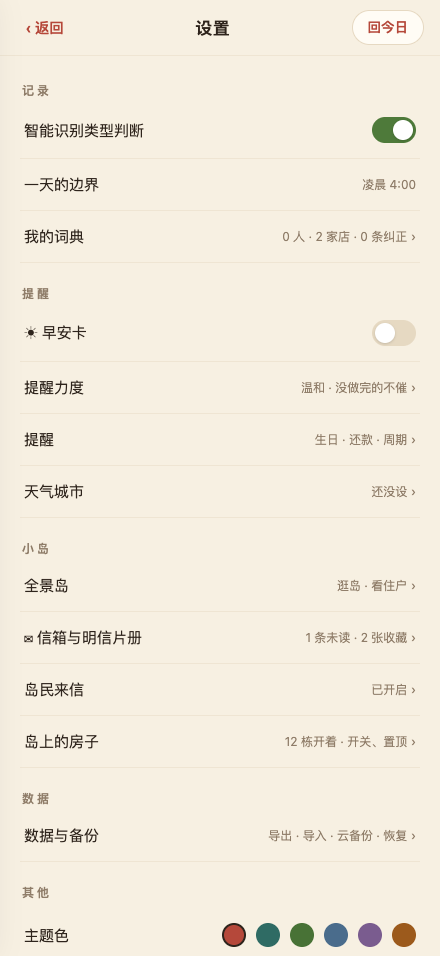 ‹ 返回 设置 回今日
记录
智能识别类型判断
一天的边界 凌晨 4:00
我的词典 0 人 · 2 家店 · 0 条纠正 ›
提醒
☀ 早安卡
提醒力度 温和 · 没做完的不催 ›
提醒 生日 · 还款 · 周期 ›
天气城市 还没设 ›
小岛
全景岛 逛岛 · 看住户 ›
✉ 信箱与明信片册 1 条未读 · 2 张收藏 ›
岛民来信 已开启 ›
岛上的房子 12 栋开着 · 开关、置顶 ›
数据
数据与备份 导出 · 导入 · 云备份 · 恢复 ›
其他
主题色